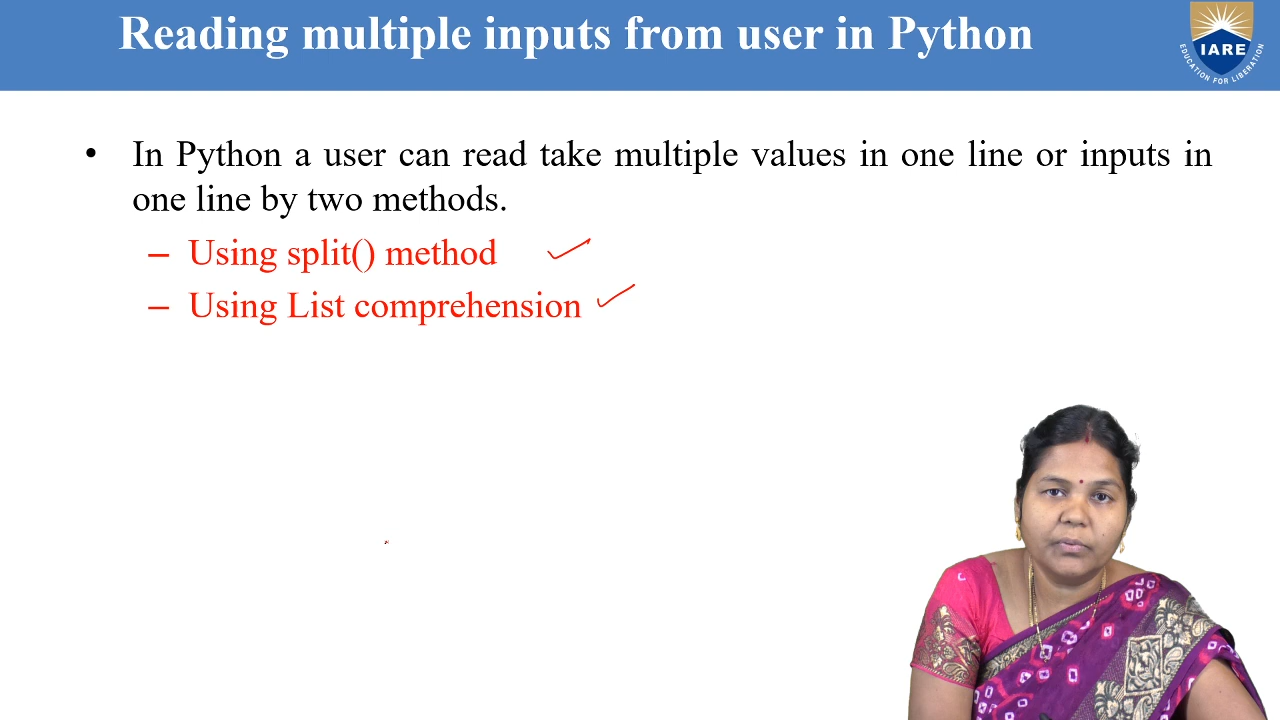 Reading multiple inputs from user in Python
IARE
EDUCATION FOR LIBERATION
• In Python a user can read take multiple values in one line or inputs in
one line by two methods.
– Using split() method
– Using List comprehension